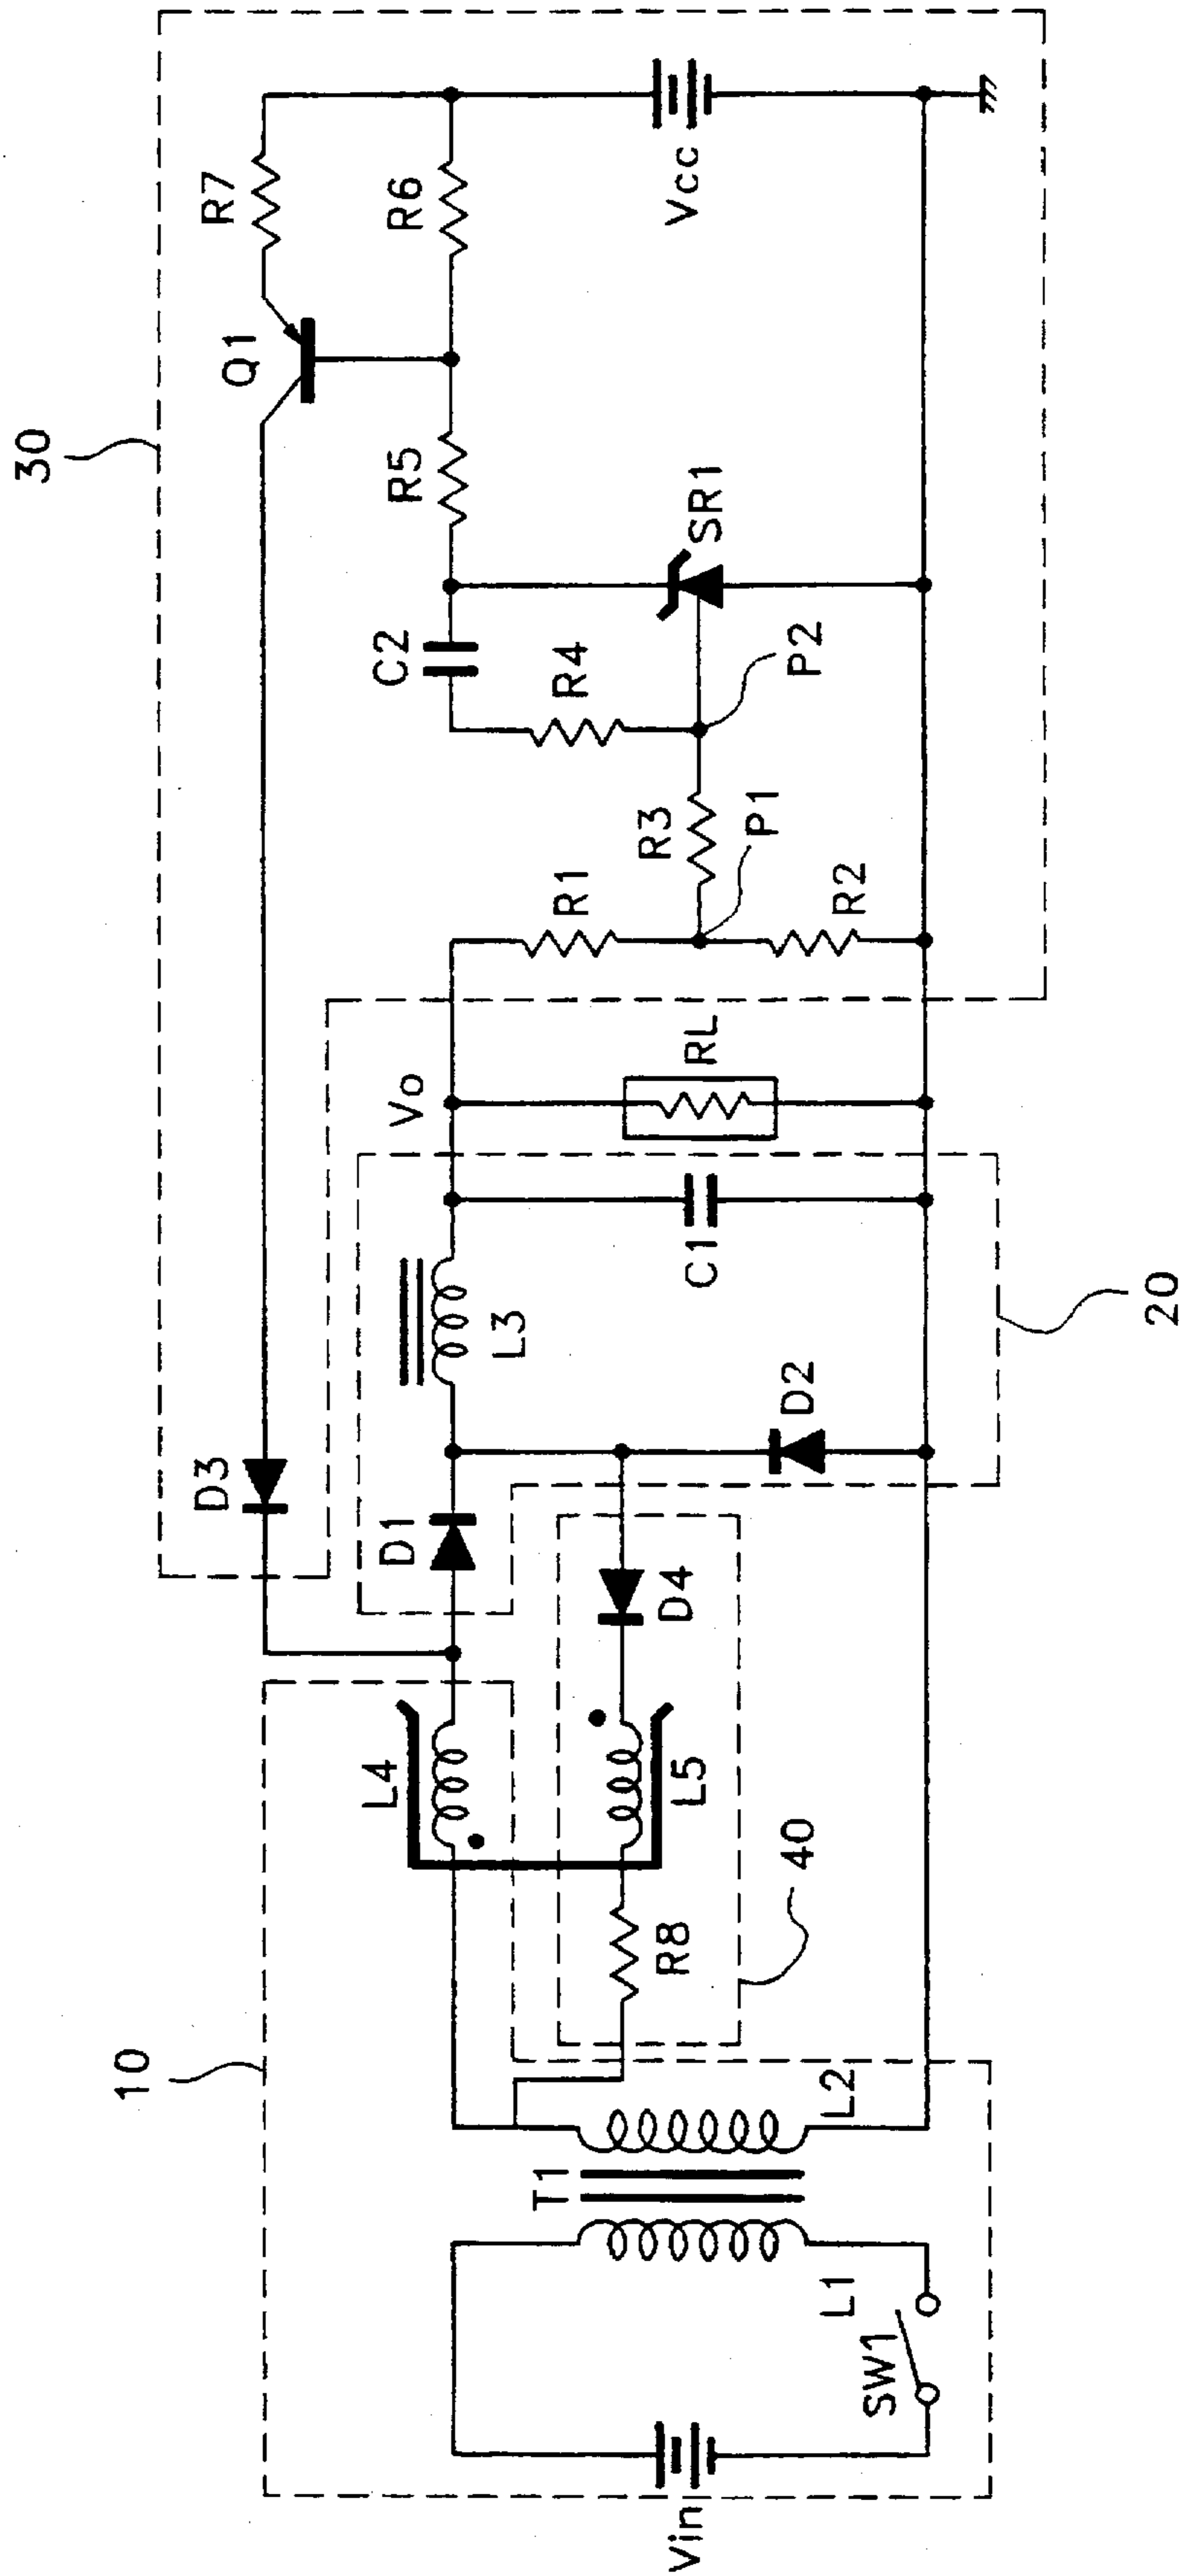 30
R7
Q1
R6
Vcc
R5
SR1
C2
R4
P2
R3
P1
R1
R2
Vo
RL
C1
L3
20
D3
D1
D2
D4
L4
L5
40
R8
10
L2
T1
L1
SW1
Vin